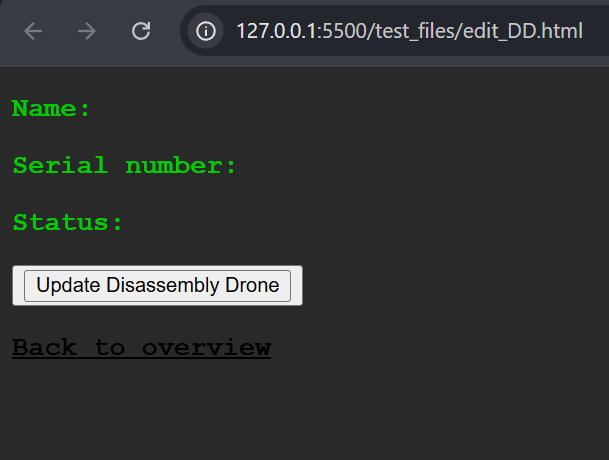 127.0.0.1:5500/test_files/edit_DD.html
Name:
Serial number:
Status:
Update Disassembly Drone
Back to overview